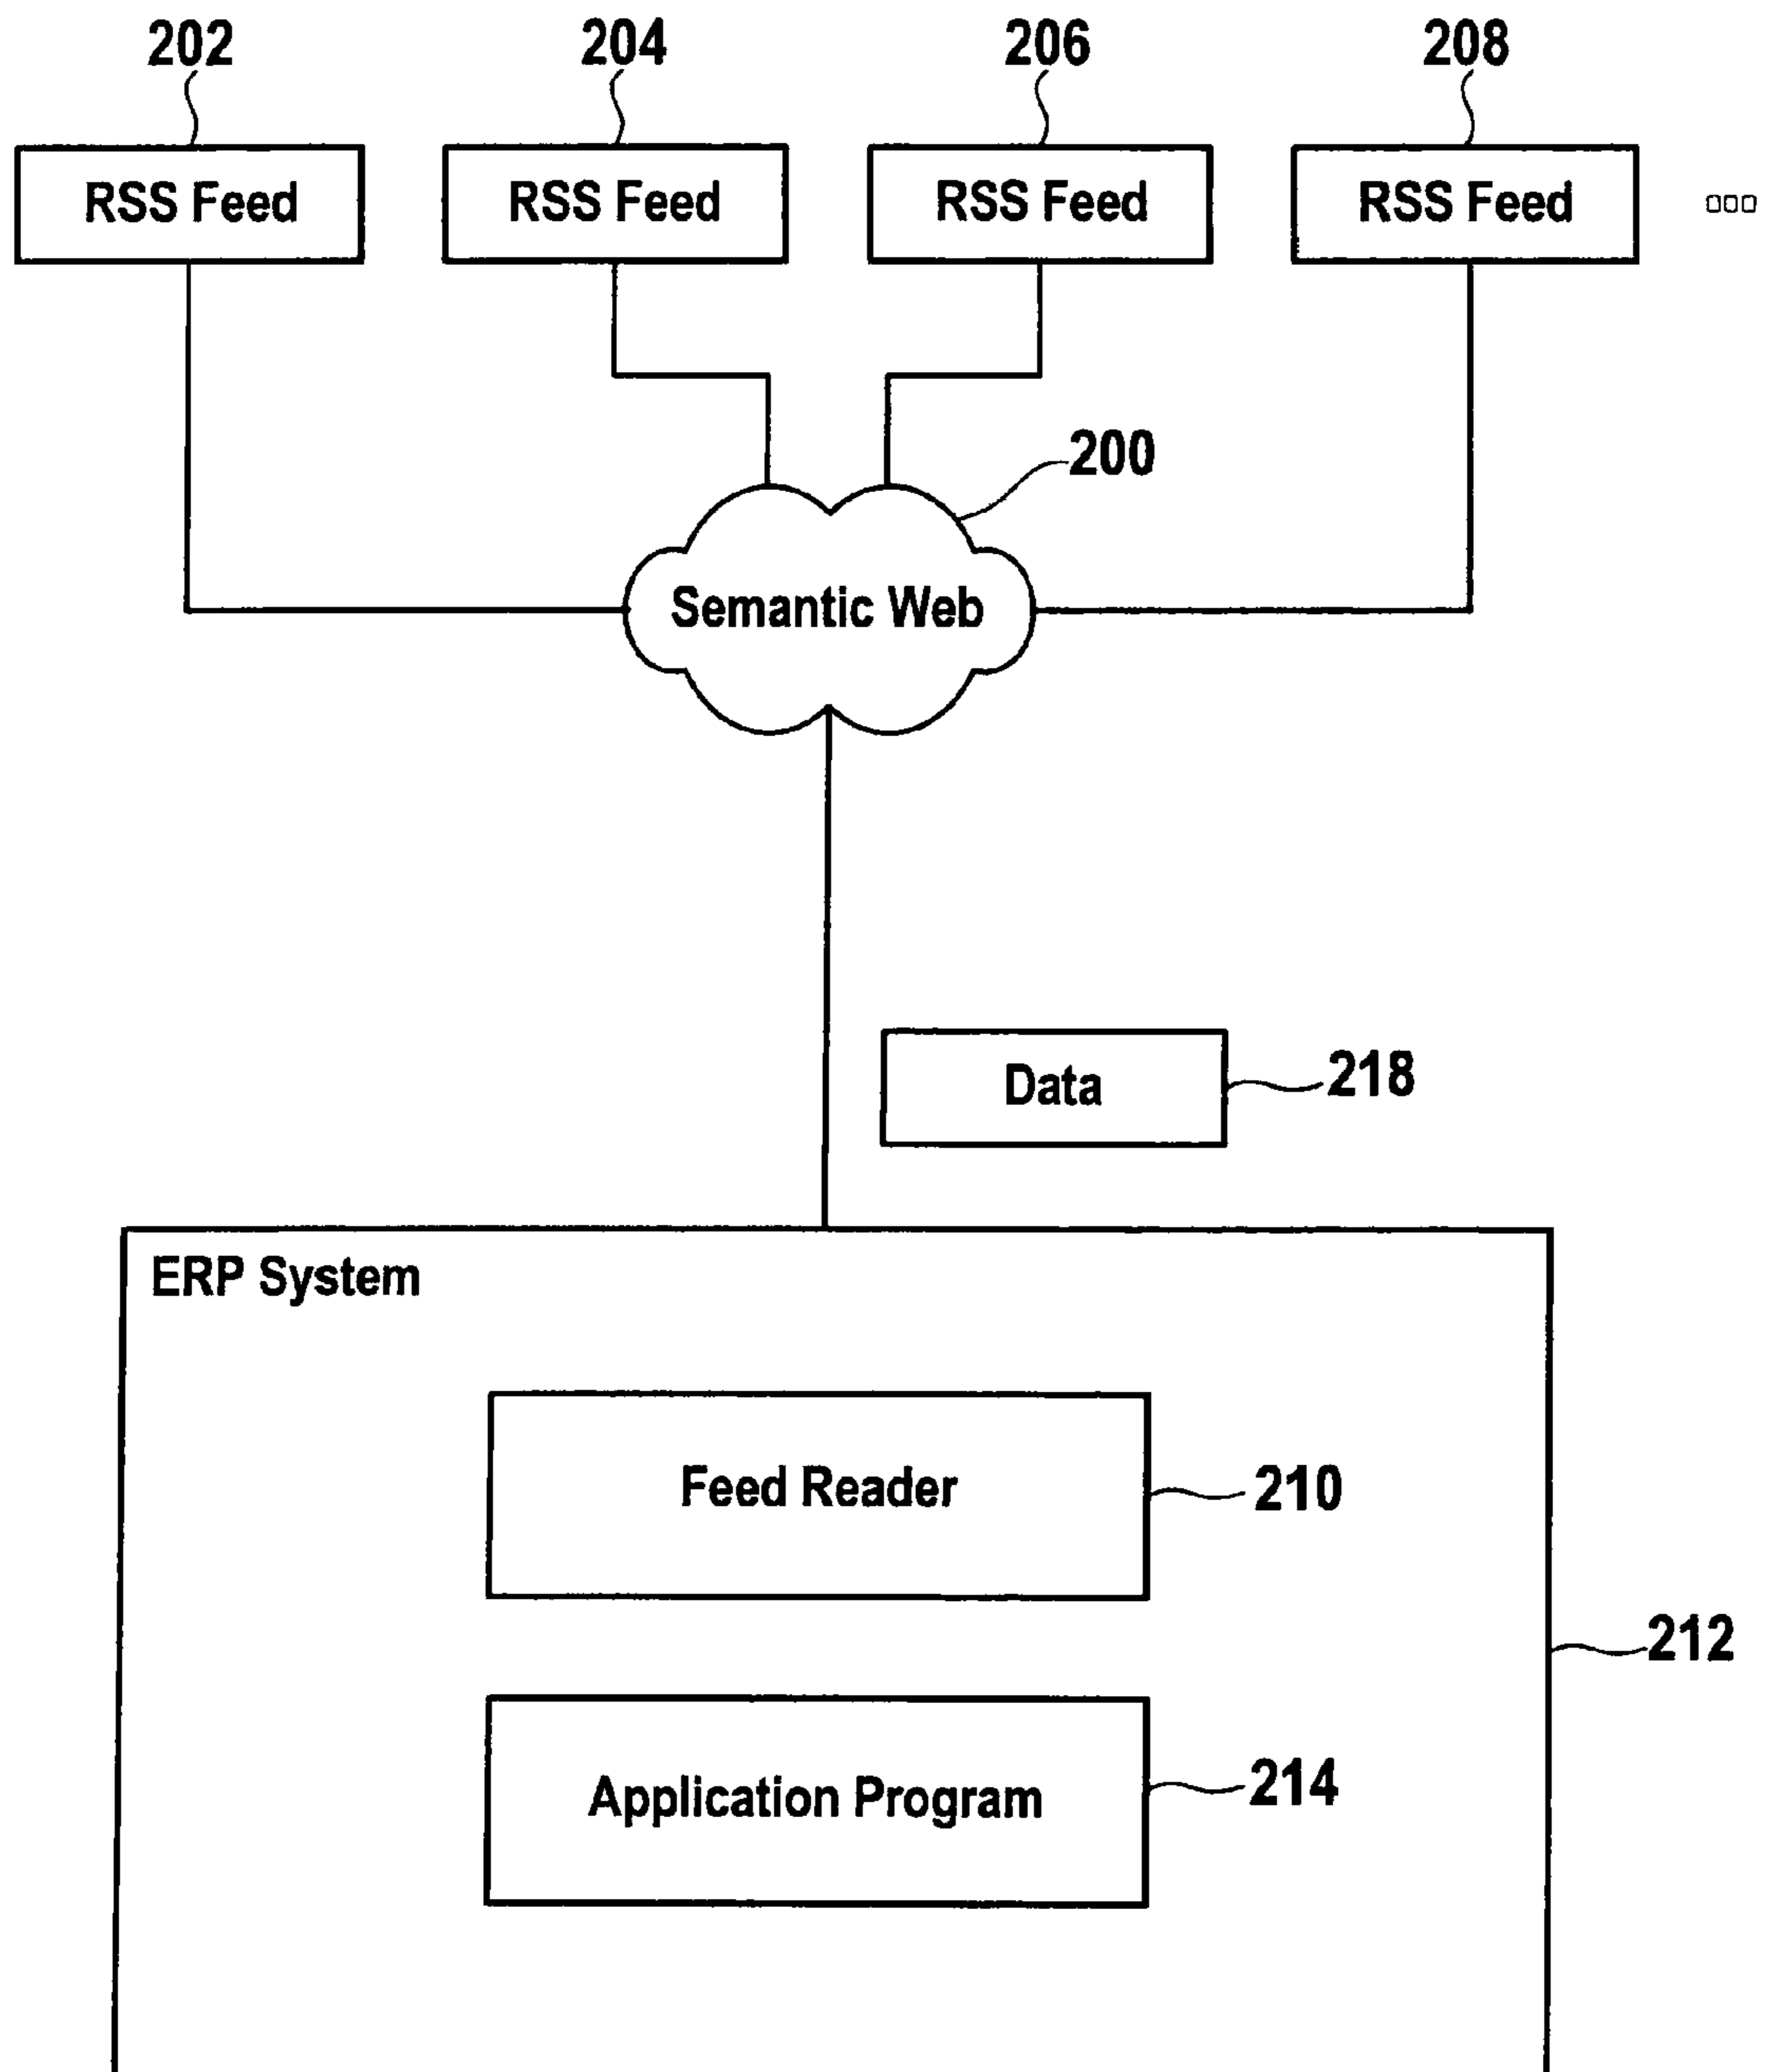 202 204 206 208
RSS Feed RSS Feed RSS Feed RSS Feed
200
Semantic Web
Data 218
ERP System
Feed Reader 210
212
Application Program 214